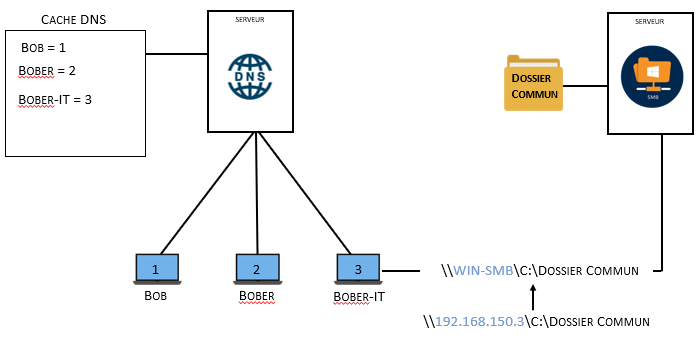 CACHE DNS
BOB = 1
BOBER = 2
BOBER-IT = 3
SERVEUR
DNS
DOSSIER
COMMUN
SERVEUR
SMB
1
2
3
BOB
BOBER
BOBER-IT
\\WIN-SMB\C:\DOSSIER COMMUN
\\192.168.150.3\C:\DOSSIER COMMUN